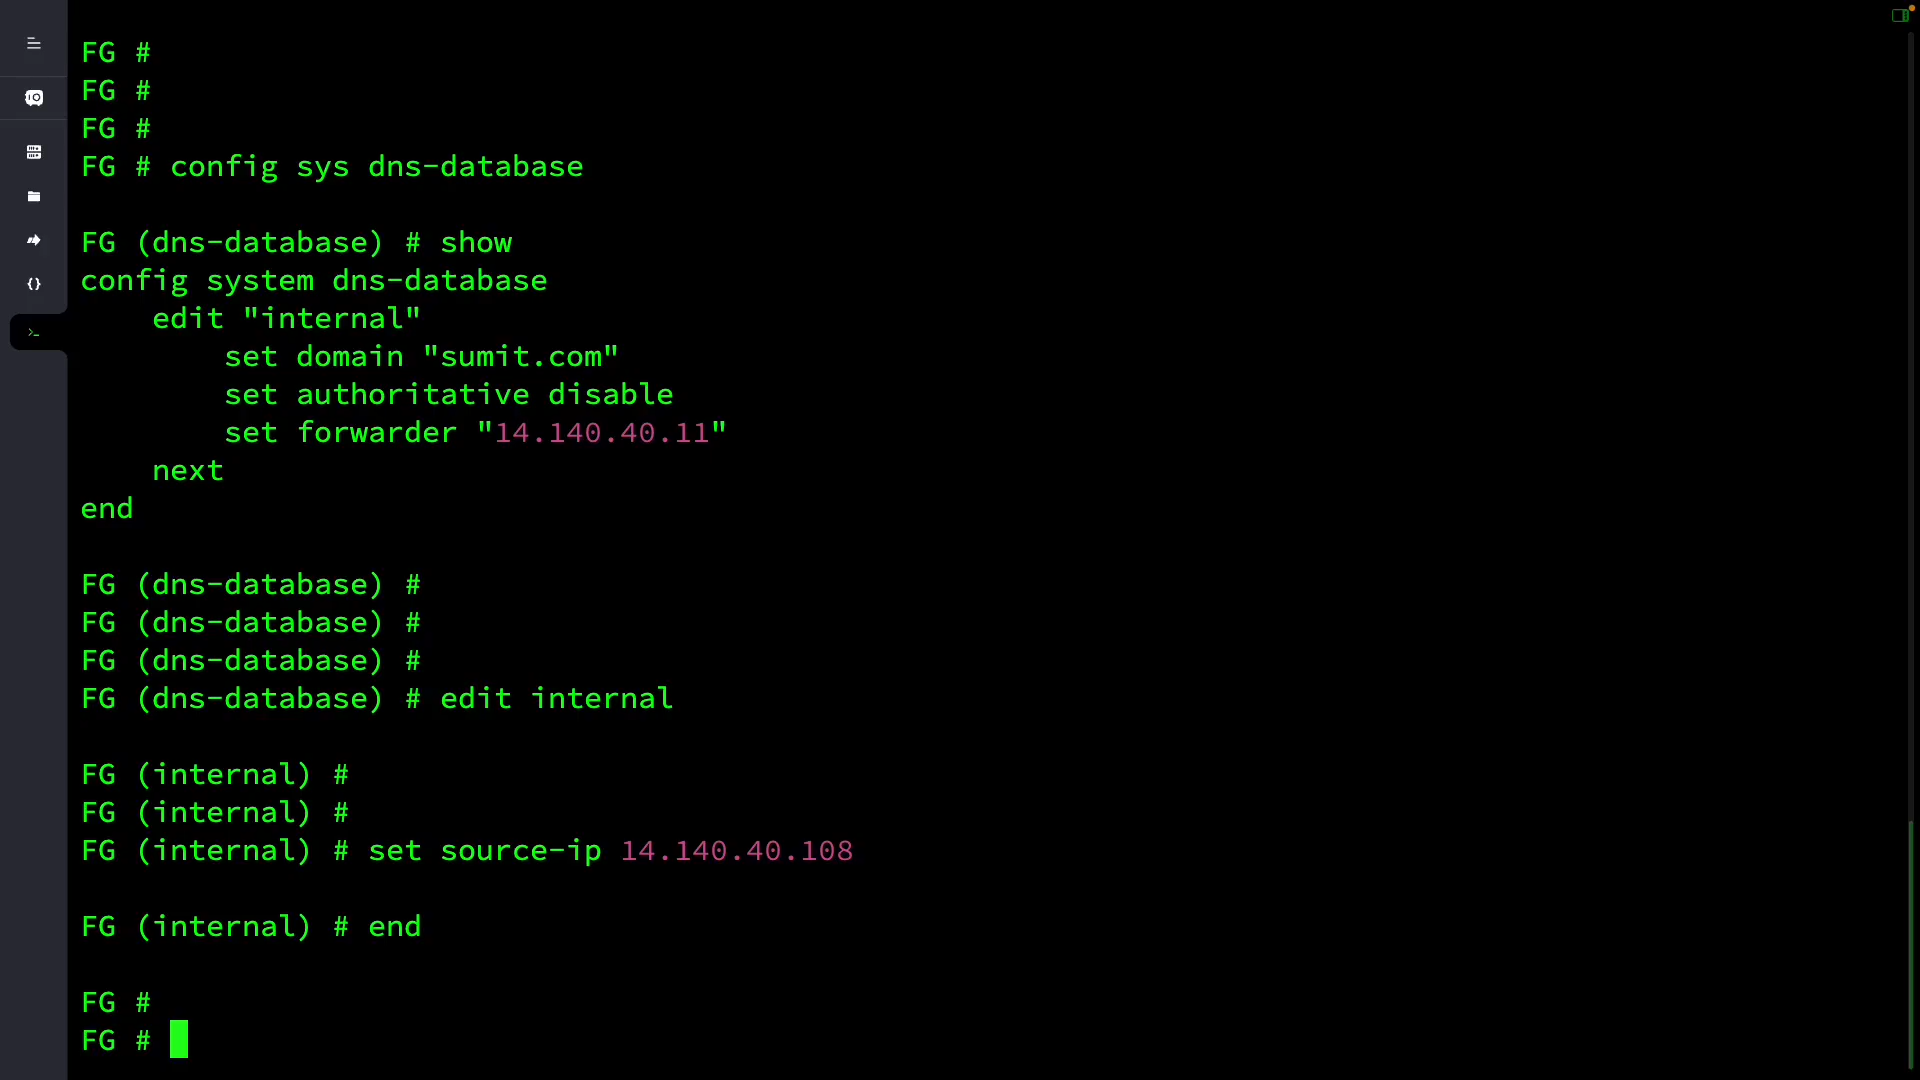 FG #
FG #
FG #
FG # config sys dns-database
FG (dns-database) # show
config system dns-database
    edit "internal"
        set domain "sumit.com"
        set authoritative disable
        set forwarder "14.140.40.11"
    next
end
FG (dns-database) #
FG (dns-database) #
FG (dns-database) #
FG (dns-database) # edit internal
FG (internal) #
FG (internal) #
FG (internal) # set source-ip 14.140.40.108
FG (internal) # end
FG #
FG #